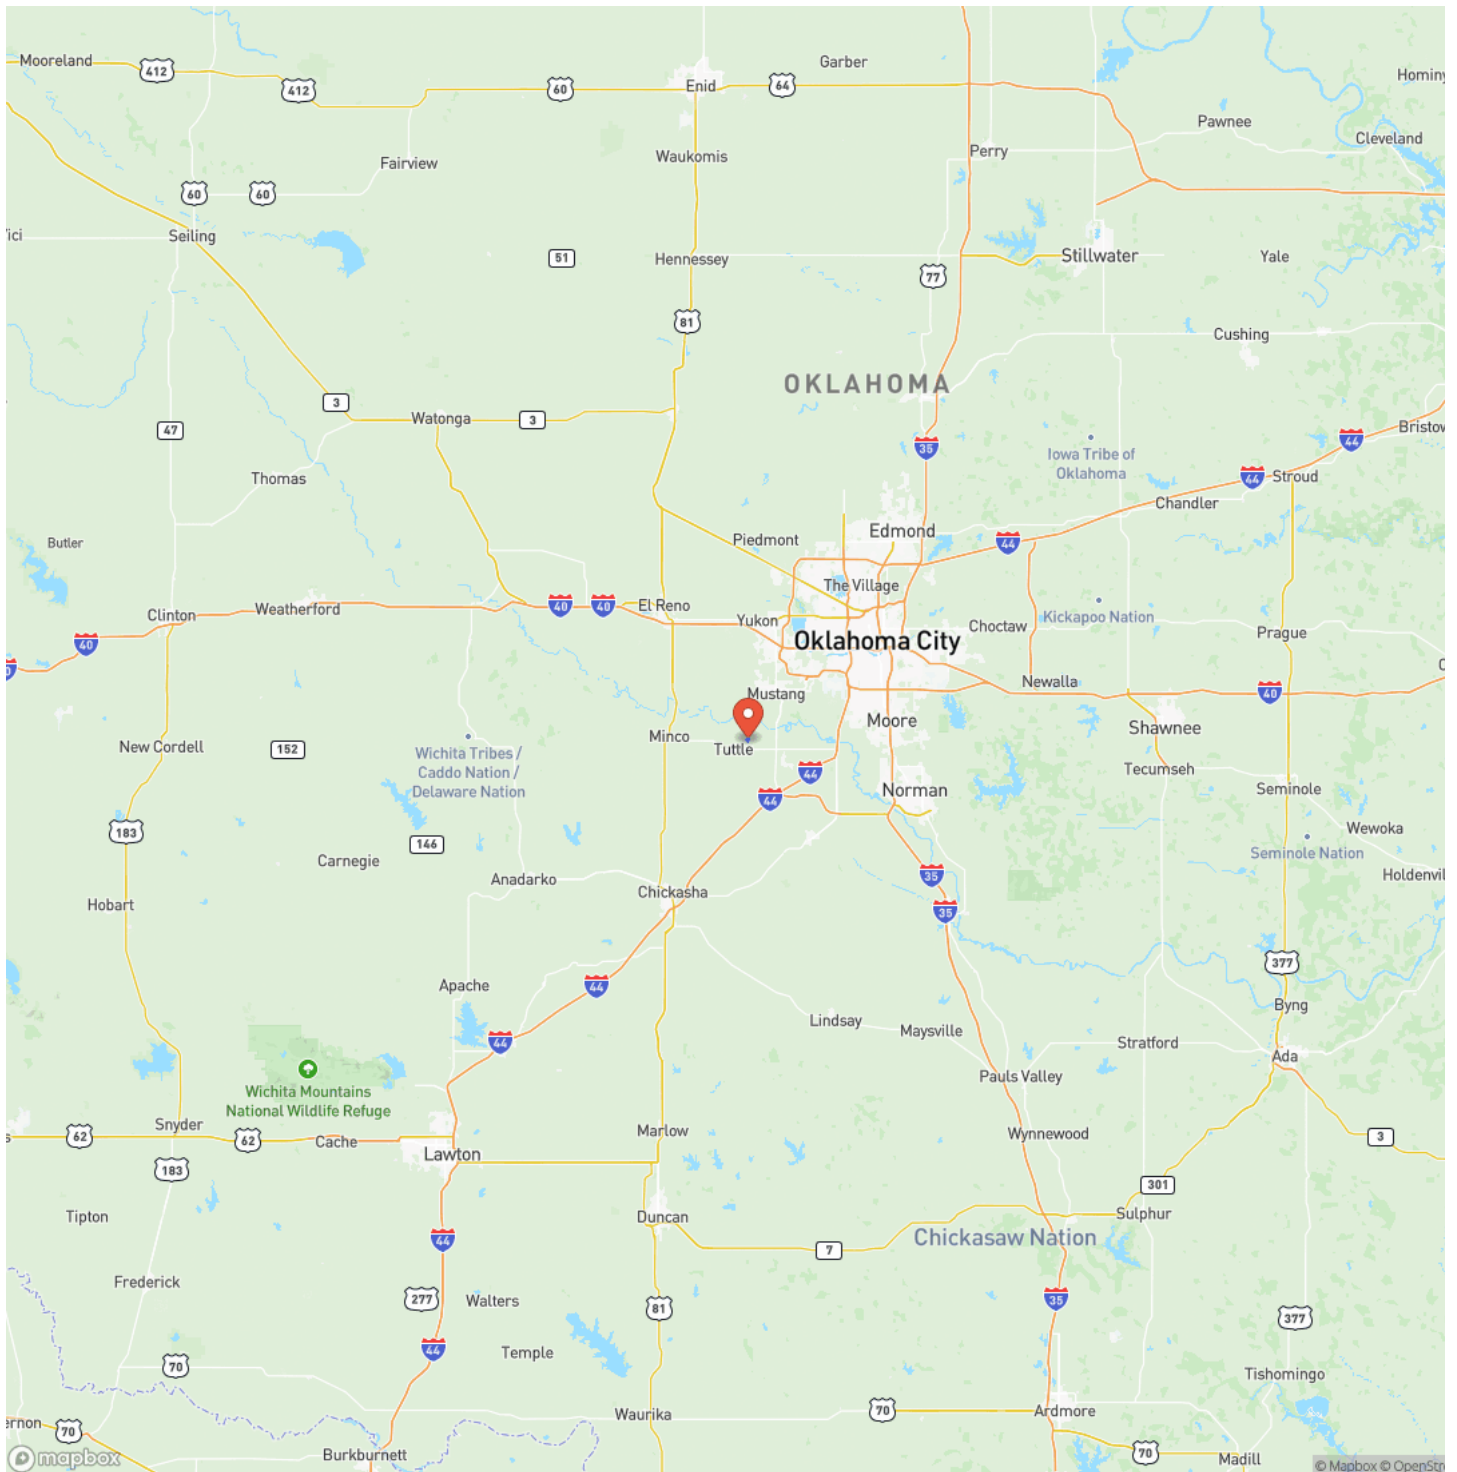 Mooreland
412
412
60
Enid
64
Garber
Hominy
Pawnee
Cleveland
Perry
Waukomis
Fairview
60
60
Seiling
51
Hennessey
77
Stillwater
Yale
81
Cushing
OKLAHOMA
3
Watonga
3
47
35
Iowa Tribe of
Oklahoma
44
Bristow
44
Stroud
Chandler
Thomas
Butler
Piedmont
Edmond
44
The Village
Clinton
Weatherford
40
40
El Reno
Yukon
Oklahoma City
Choctaw
Kickapoo Nation
Prague
40
Newalla
40
Mustang
Moore
Shawnee
New Cordell
152
Wichita Tribes /
Caddo Nation /
Delaware Nation
Minco
Tuttle
44
44
Norman
Tecumseh
Seminole
183
146
Carnegie
Wewoka
Seminole Nation
Anadarko
Chickasha
35
Holdenvil
Hobart
35
377
Apache
44
Byng
Lindsay
Maysville
44
Stratford
Ada
Wichita Mountains
National Wildlife Refuge
Pauls Valley
Snyder
62
62
Cache
Lawton
Marlow
Wynnewood
3
183
301
Tipton
Duncan
Sulphur
44
7
Chickasaw Nation
Frederick
277
Walters
81
35
377
44
Temple
70
Tishomingo
Waurika
70
Ardmore
ernon
70
Burkburnett
70
Madill
mapbox
© Mapbox © OpenStre